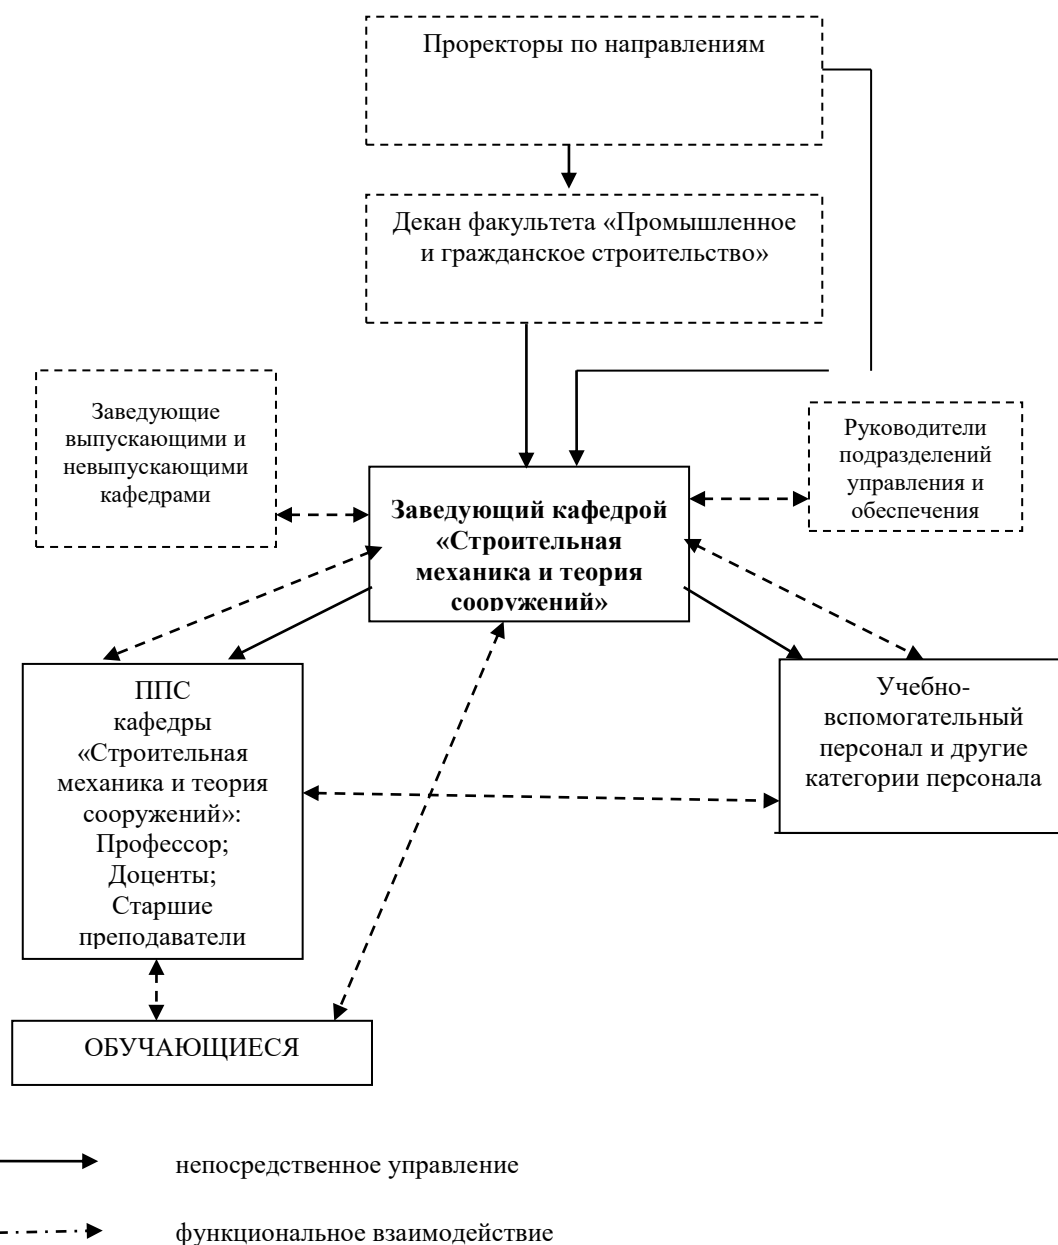 Проректоры по направлениям
Декан факультета «Промышленное
и гражданское строительство»
Заведующие
выпускающими и
невыпускающими
кафедрами
Руководители
подразделений
управления и
обеспечения
Заведующий кафедрой
«Строительная
механика и теория
сооружений»
ППС
кафедры
«Строительная
механика и теория
сооружений»:
Профессор;
Доценты;
Старшие
преподаватели
Учебно-
вспомогательный
персонал и другие
категории персонала
ОБУЧАЮЩИЕСЯ
непосредственное управление
функциональное взаимодействие